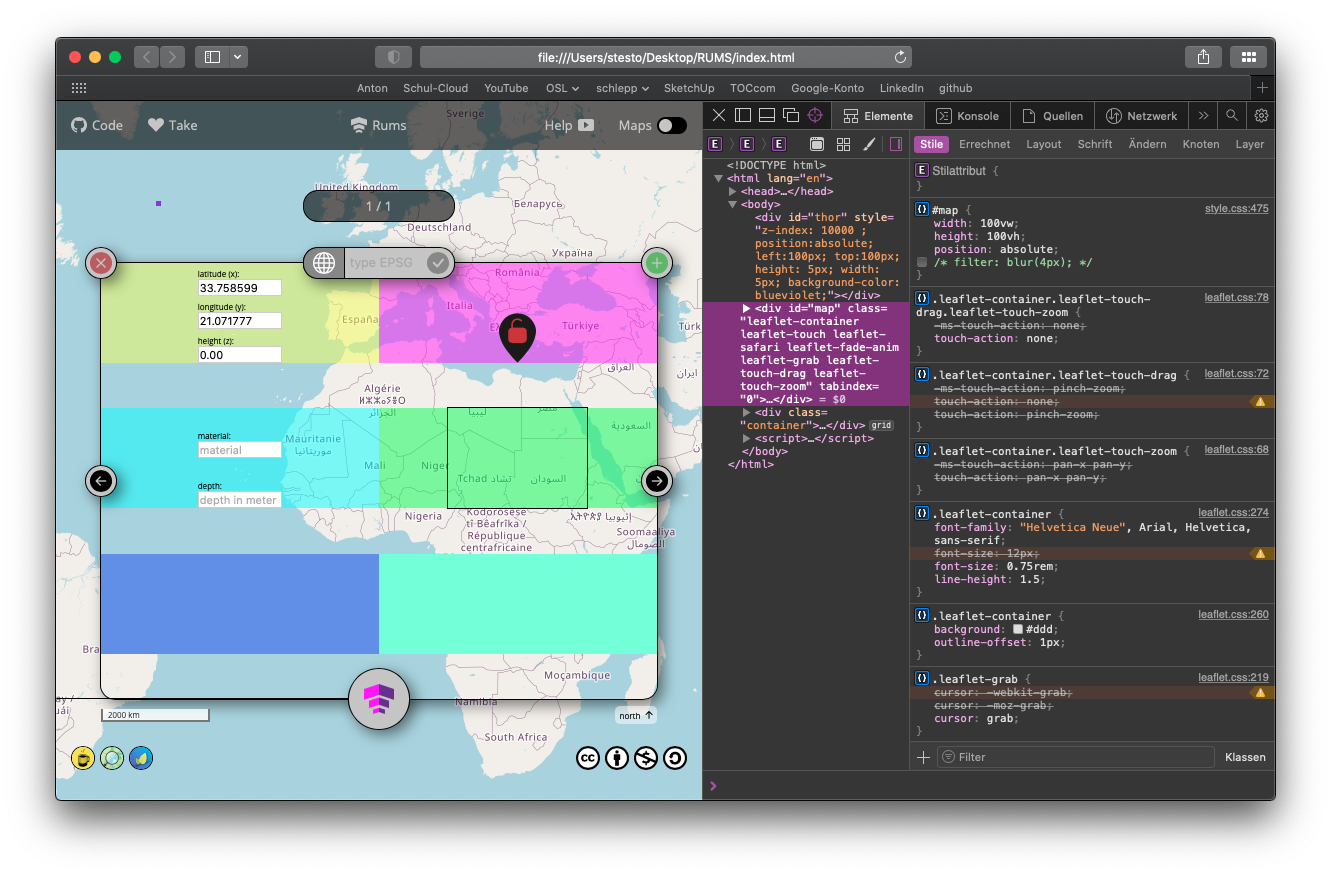 file:///Users/stesto/Desktop/RUMS/index.html
Anton Schul-Cloud YouTube OSL schlepp SketchUp TOCcom Google-Konto LinkedIn github
Code Take Rums Help Maps
Sverige
United Kingdom
Беларусь
Deutschland
Україна
1 / 1
type EPSG
latitude (x):
33.758599
longitude (y):
21.071777
height (z):
0.00
România
Italia
España
Türkiye
Türk
العراق
ایران
Algérie
ⵍⵣⵣⴰⵢⴻⵔ
الجزائر
ليبيا
مصر
السعودية
material:
material
Mauritanie
موريتانيا
Mali
Niger
Tchad تشاد
السودان
depth:
depth in meter
Nigeria
Ködörösêse
tî Bêafrîka /
République
centrafricaine
Soomaaliya
الصومال
Bra
Moçambique
Namibia
South Africa
2000 km
north ↑
cc
Elemente Konsole Quellen Netzwerk
E E E
<!DOCTYPE html>
<html lang="en">
<head>…</head>
<body>
<div id="thor" style=
"z-index: 10000 ;
position:absolute;
left:100px; top:100px;
height: 5px; width:
5px; background-color:
blueviolet;"></div>
<div id="map" class=
"leaflet-container
leaflet-touch leaflet-
safari leaflet-fade-anim
leaflet-grab leaflet-
touch-drag leaflet-
touch-zoom" tabindex=
"0">…</div> = $0
<div class=
"container">…</div> grid
<script>…</script>
</body>
</html>
Stile Errechnet Layout Schrift Ändern Knoten Layer
E Stilattribut {
}
#map { style.css:475
width: 100vw;
height: 100vh;
position: absolute;
/* filter: blur(4px); */
}
.leaflet-container.leaflet-touch- leaflet.css:78
drag.leaflet-touch-zoom {
-ms-touch-action: none;
touch-action: none;
}
.leaflet-container.leaflet-touch-drag { leaflet.css:72
-ms-touch-action: pinch-zoom;
touch-action: none;
touch-action: pinch-zoom;
}
.leaflet-container.leaflet-touch-zoom { leaflet.css:68
-ms-touch-action: pan-x pan-y;
touch-action: pan-x pan-y;
}
.leaflet-container { leaflet.css:274
font-family: "Helvetica Neue", Arial, Helvetica,
sans-serif;
font-size: 12px;
font-size: 0.75rem;
line-height: 1.5;
}
.leaflet-container { leaflet.css:260
background: #ddd;
outline-offset: 1px;
}
.leaflet-grab { leaflet.css:219
cursor: -webkit-grab;
cursor: -moz-grab;
cursor: grab;
}
Filter Klassen